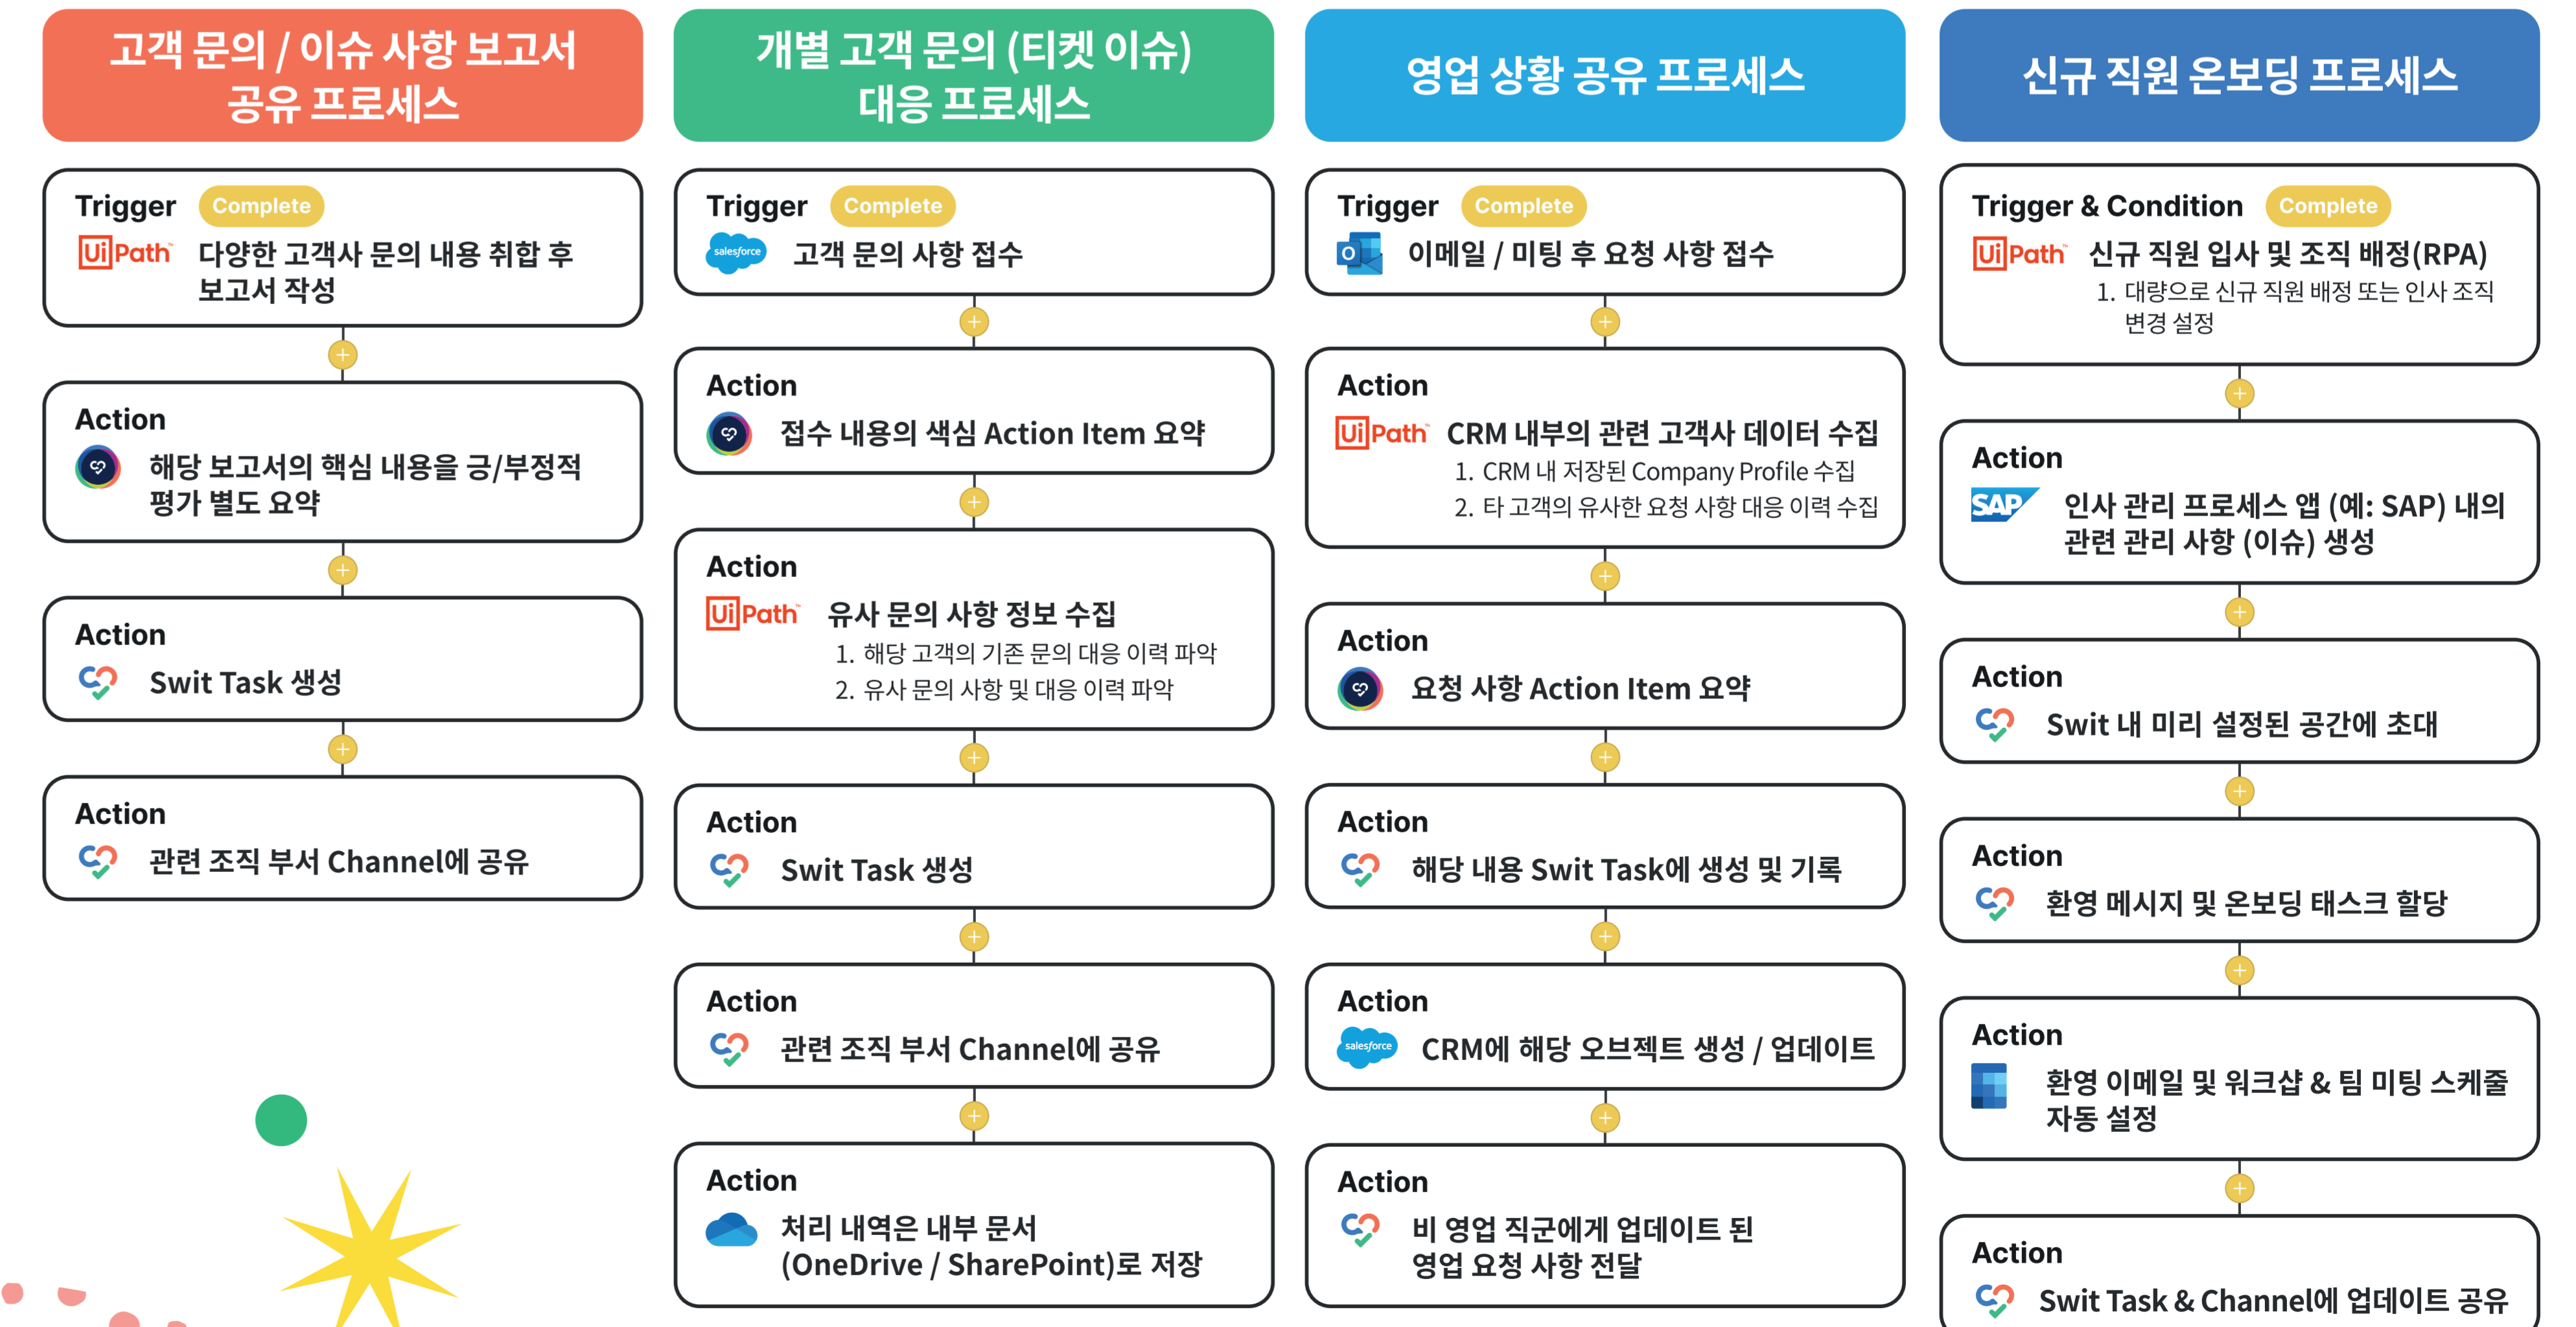 고객 문의 / 이슈 사항 보고서
공유 프로세스
Trigger
Complete
UiPath™
다양한 고객사 문의 내용 취합 후
보고서 작성
Action
해당 보고서의 핵심 내용을 긍/부정적
평가 별도 요약
Action
Swit Task 생성
Action
관련 조직 부서 Channel에 공유
개별 고객 문의 (티켓 이슈)
대응 프로세스
Trigger
Complete
salesforce
고객 문의 사항 접수
Action
접수 내용의 색심 Action Item 요약
Action
UiPath™
유사 문의 사항 정보 수집
1. 해당 고객의 기존 문의 대응 이력 파악
2. 유사 문의 사항 및 대응 이력 파악
Action
Swit Task 생성
Action
관련 조직 부서 Channel에 공유
Action
처리 내역은 내부 문서
(OneDrive / SharePoint)로 저장
영업 상황 공유 프로세스
Trigger
Complete
O
이메일 / 미팅 후 요청 사항 접수
Action
UiPath™
CRM 내부의 관련 고객사 데이터 수집
1. CRM 내 저장된 Company Profile 수집
2. 타 고객의 유사한 요청 사항 대응 이력 수집
Action
요청 사항 Action Item 요약
Action
해당 내용 Swit Task에 생성 및 기록
Action
salesforce
CRM에 해당 오브젝트 생성 / 업데이트
Action
비 영업 직군에게 업데이트 된
영업 요청 사항 전달
신규 직원 온보딩 프로세스
Trigger & Condition
Complete
UiPath™
신규 직원 입사 및 조직 배정(RPA)
1. 대량으로 신규 직원 배정 또는 인사 조직
변경 설정
Action
SAP
인사 관리 프로세스 앱 (예: SAP) 내의
관련 관리 사항 (이슈) 생성
Action
Swit 내 미리 설정된 공간에 초대
Action
환영 메시지 및 온보딩 태스크 할당
Action
환영 이메일 및 워크샵 & 팀 미팅 스케줄
자동 설정
Action
Swit Task & Channel에 업데이트 공유